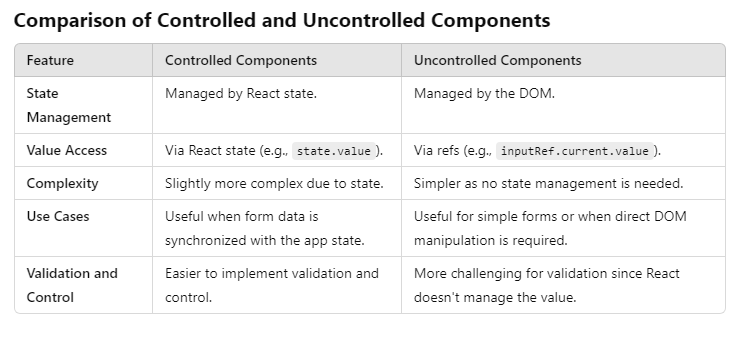 Comparison of Controlled and Uncontrolled Components
Feature Controlled Components Uncontrolled Components
State Management Managed by React state. Managed by the DOM.
Value Access Via React state (e.g., state.value ). Via refs (e.g., inputRef.current.value ).
Complexity Slightly more complex due to state. Simpler as no state management is needed.
Use Cases Useful when form data is synchronized with the app state. Useful for simple forms or when direct DOM manipulation is required.
Validation and Control Easier to implement validation and control. More challenging for validation since React doesn't manage the value.